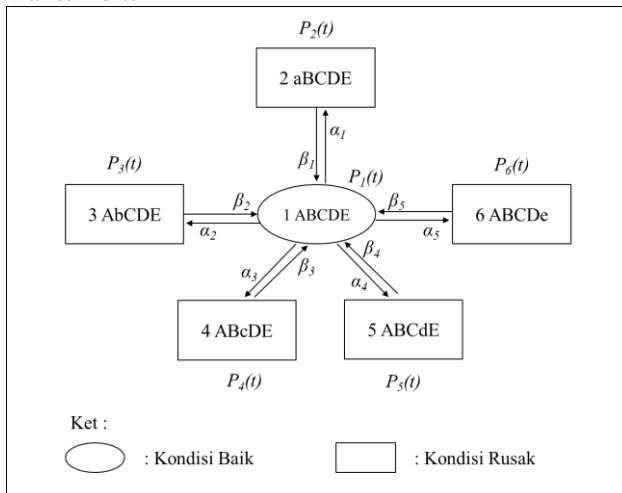 P₂(t)
2 aBCDE
β₁
α₁
P₃(t)
P₁(t)
P₆(t)
3 AbCDE
β₂
α₂
1 ABCDE
β₅
α₅
6 ABCDe
α₃
β₃
β₄
α₄
4 ABcDE
5 ABCdE
P₄(t)
P₅(t)
Ket :
: Kondisi Baik
: Kondisi Rusak